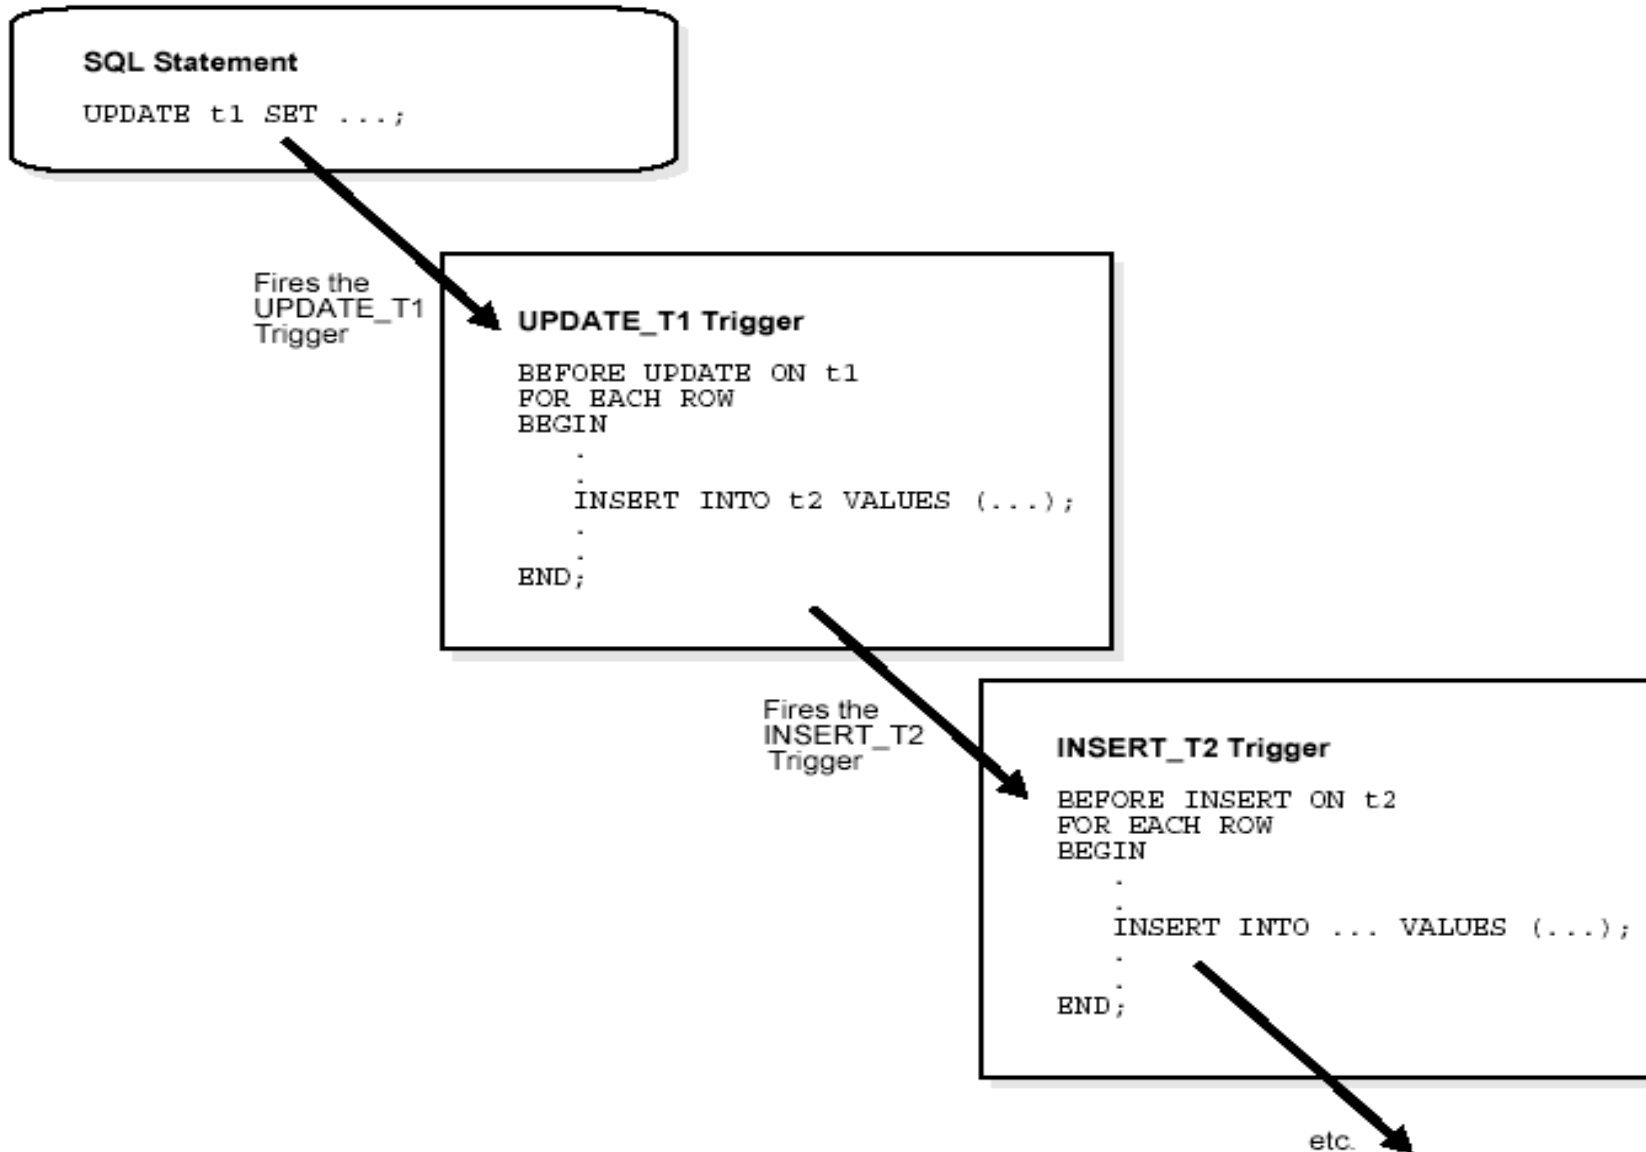 SQL Statement
UPDATE t1 SET ...;
Fires the
UPDATE_T1
Trigger
UPDATE_T1 Trigger
BEFORE UPDATE ON t1
FOR EACH ROW
BEGIN
.
.
INSERT INTO t2 VALUES (...);
.
.
END;
Fires the
INSERT_T2
Trigger
INSERT_T2 Trigger
BEFORE INSERT ON t2
FOR EACH ROW
BEGIN
.
.
INSERT INTO ... VALUES (...);
.
.
END;
etc.